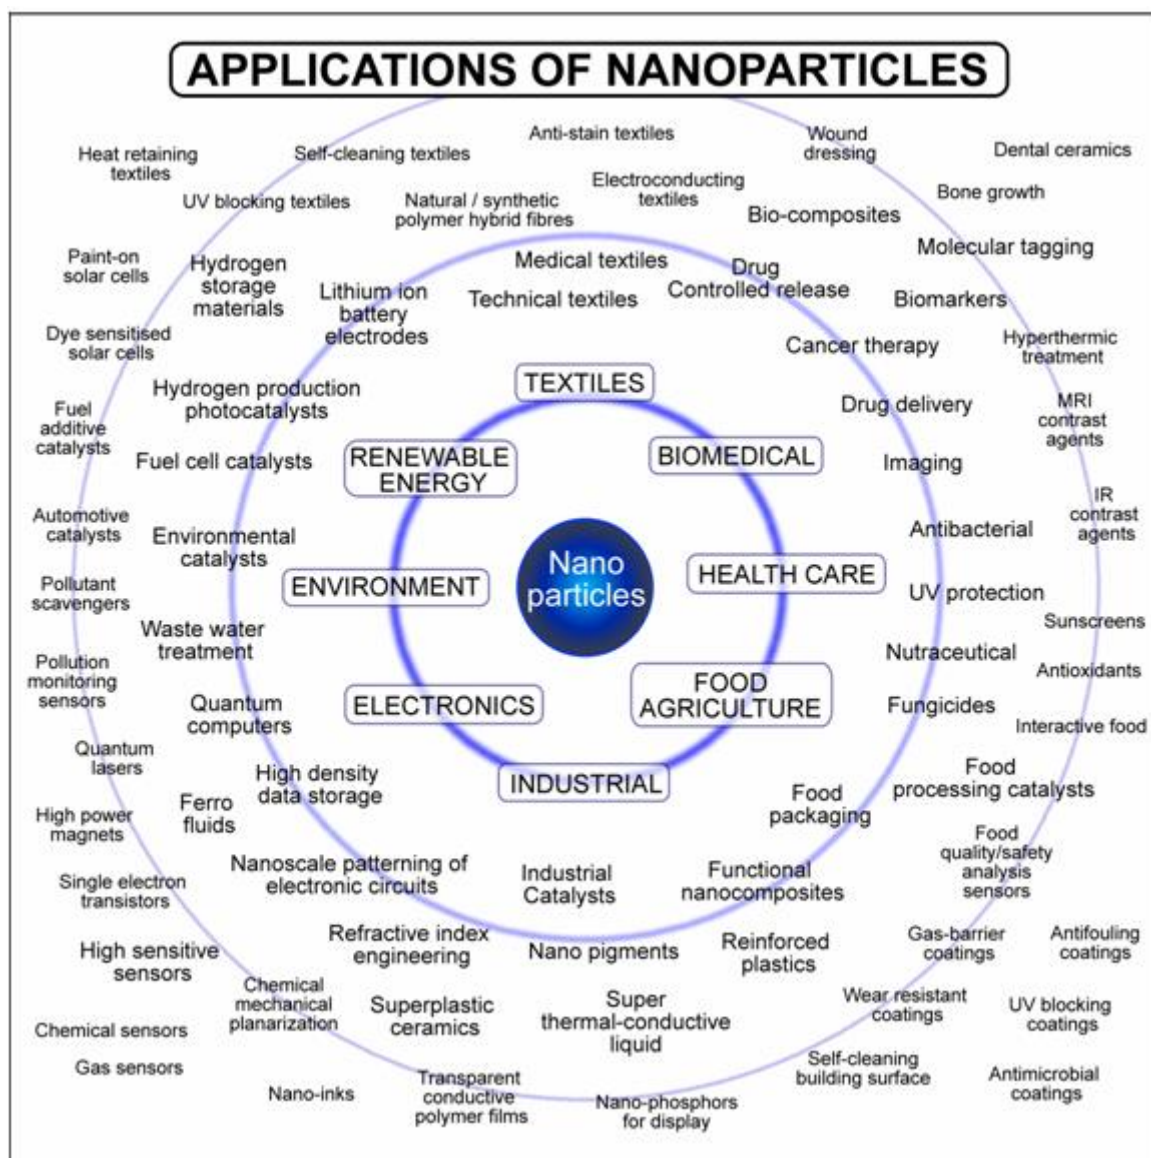 APPLICATIONS OF NANOPARTICLES
Anti-stain textiles
Wound
dressing
Dental ceramics
Heat retaining
textiles
Self-cleaning textiles
Electroconducting
textiles
Bone growth
UV blocking textiles
Natural / synthetic
polymer hybrid fibres
Bio-composites
Molecular tagging
Paint-on
solar cells
Hydrogen
storage
materials
Medical textiles
Drug
Controlled release
Lithium ion
battery
electrodes
Technical textiles
Biomarkers
Dye sensitised
solar cells
Cancer therapy
Hyperthermic
treatment
TEXTILES
Hydrogen production
photocatalysts
Drug delivery
MRI
contrast
agents
Fuel
additive
catalysts
Fuel cell catalysts
RENEWABLE
ENERGY
BIOMEDICAL
Imaging
IR
contrast
agents
Automotive
catalysts
Environmental
catalysts
Antibacterial
Nano
particles
ENVIRONMENT
HEALTH CARE
Pollutant
scavengers
UV protection
Sunscreens
Waste water
treatment
Nutraceutical
Antioxidants
Pollution
monitoring
sensors
FOOD
AGRICULTURE
ELECTRONICS
Quantum
computers
Fungicides
Interactive food
Quantum
lasers
High density
data storage
INDUSTRIAL
Food
processing catalysts
Food
packaging
High power
magnets
Ferro
fluids
Food
quality/safety
analysis
sensors
Nanoscale patterning of
electronic circuits
Industrial
Catalysts
Functional
nanocomposites
Single electron
transistors
Refractive index
engineering
Nano pigments
Reinforced
plastics
Gas-barrier
coatings
Antifouling
coatings
High sensitive
sensors
Chemical
mechanical
planarization
Superplastic
ceramics
Super
thermal-conductive
liquid
Wear resistant
coatings
UV blocking
coatings
Chemical sensors
Gas sensors
Self-cleaning
building surface
Antimicrobial
coatings
Nano-inks
Transparent
conductive
polymer films
Nano-phosphors
for display